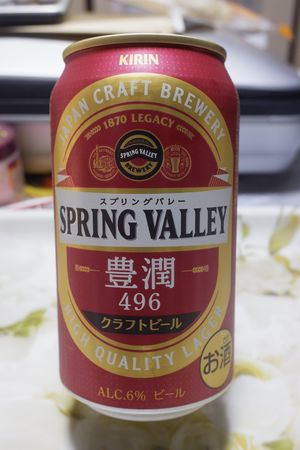 KIRIN
JAPAN CRAFT BREWERY
1870 LEGACY
SPRING VALLEY
BREWERY
スプリングバレー
SPRING VALLEY
豊潤
496
クラフトビール
HIGH QUALITY LAGER
お酒
ALC.6% ビール